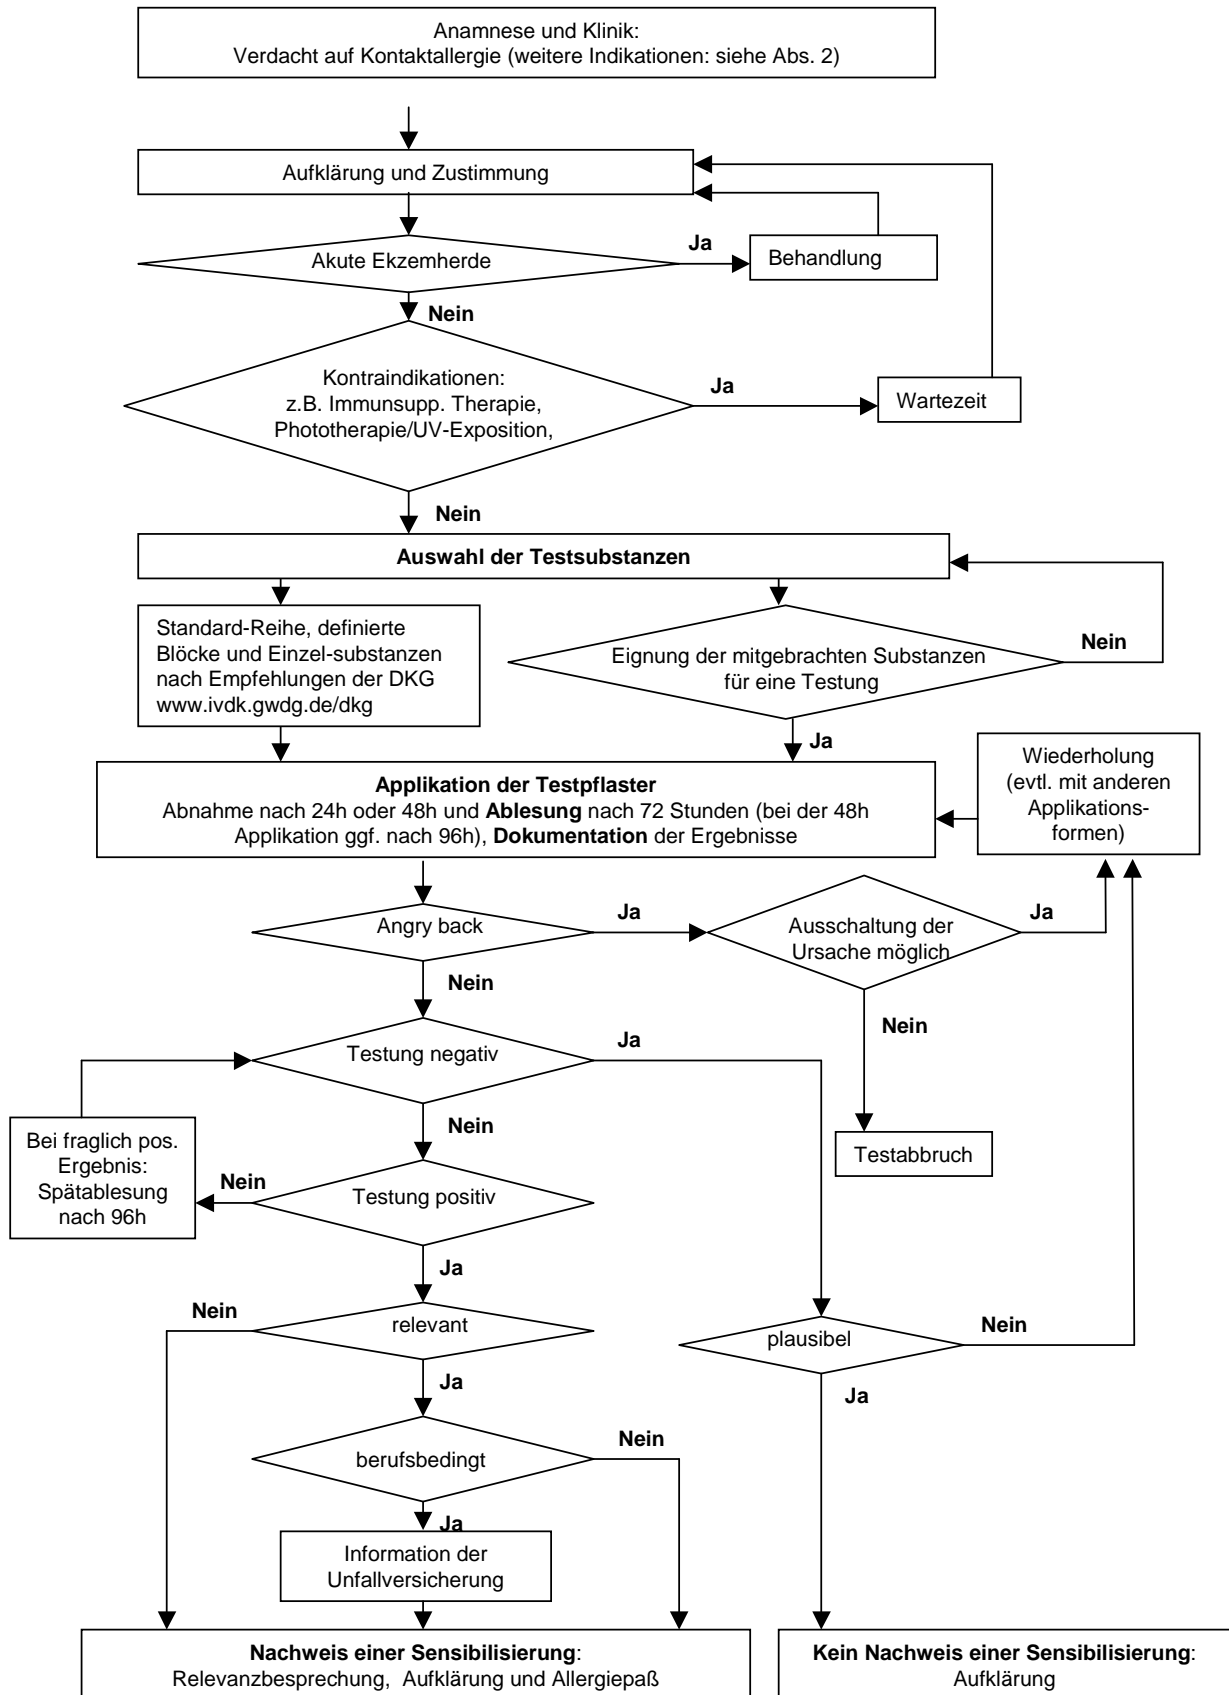 Anamnese und Klinik:
Verdacht auf Kontaktallergie (weitere Indikationen: siehe Abs. 2)
Aufklärung und Zustimmung
Akute Ekzemherde
Ja
Behandlung
Nein
Kontraindikationen:
z.B. Immunsupp. Therapie,
Phototherapie/UV-Exposition,
Ja
Wartezeit
Nein
Auswahl der Testsubstanzen
Standard-Reihe, definierte
Blöcke und Einzel-substanzen
nach Empfehlungen der DKG
www.ivdk.gwdg.de/dkg
Eignung der mitgebrachten Substanzen
für eine Testung
Nein
Ja
Applikation der Testpflaster
Abnahme nach 24h oder 48h und Ablesung nach 72 Stunden (bei der 48h
Applikation ggf. nach 96h), Dokumentation der Ergebnisse
Wiederholung
(evtl. mit anderen
Applikations-
formen)
Angry back
Ja
Ausschaltung der
Ursache möglich
Ja
Nein
Nein
Testung negativ
Ja
Nein
Testabbruch
Bei fraglich pos.
Ergebnis:
Spätablesung
nach 96h
Nein
Testung positiv
Ja
Nein
relevant
plausibel
Nein
Ja
Ja
berufsbedingt
Nein
Ja
Information der
Unfallversicherung
Nachweis einer Sensibilisierung:
Relevanzbesprechung, Aufklärung und Allergiepaß
Kein Nachweis einer Sensibilisierung:
Aufklärung